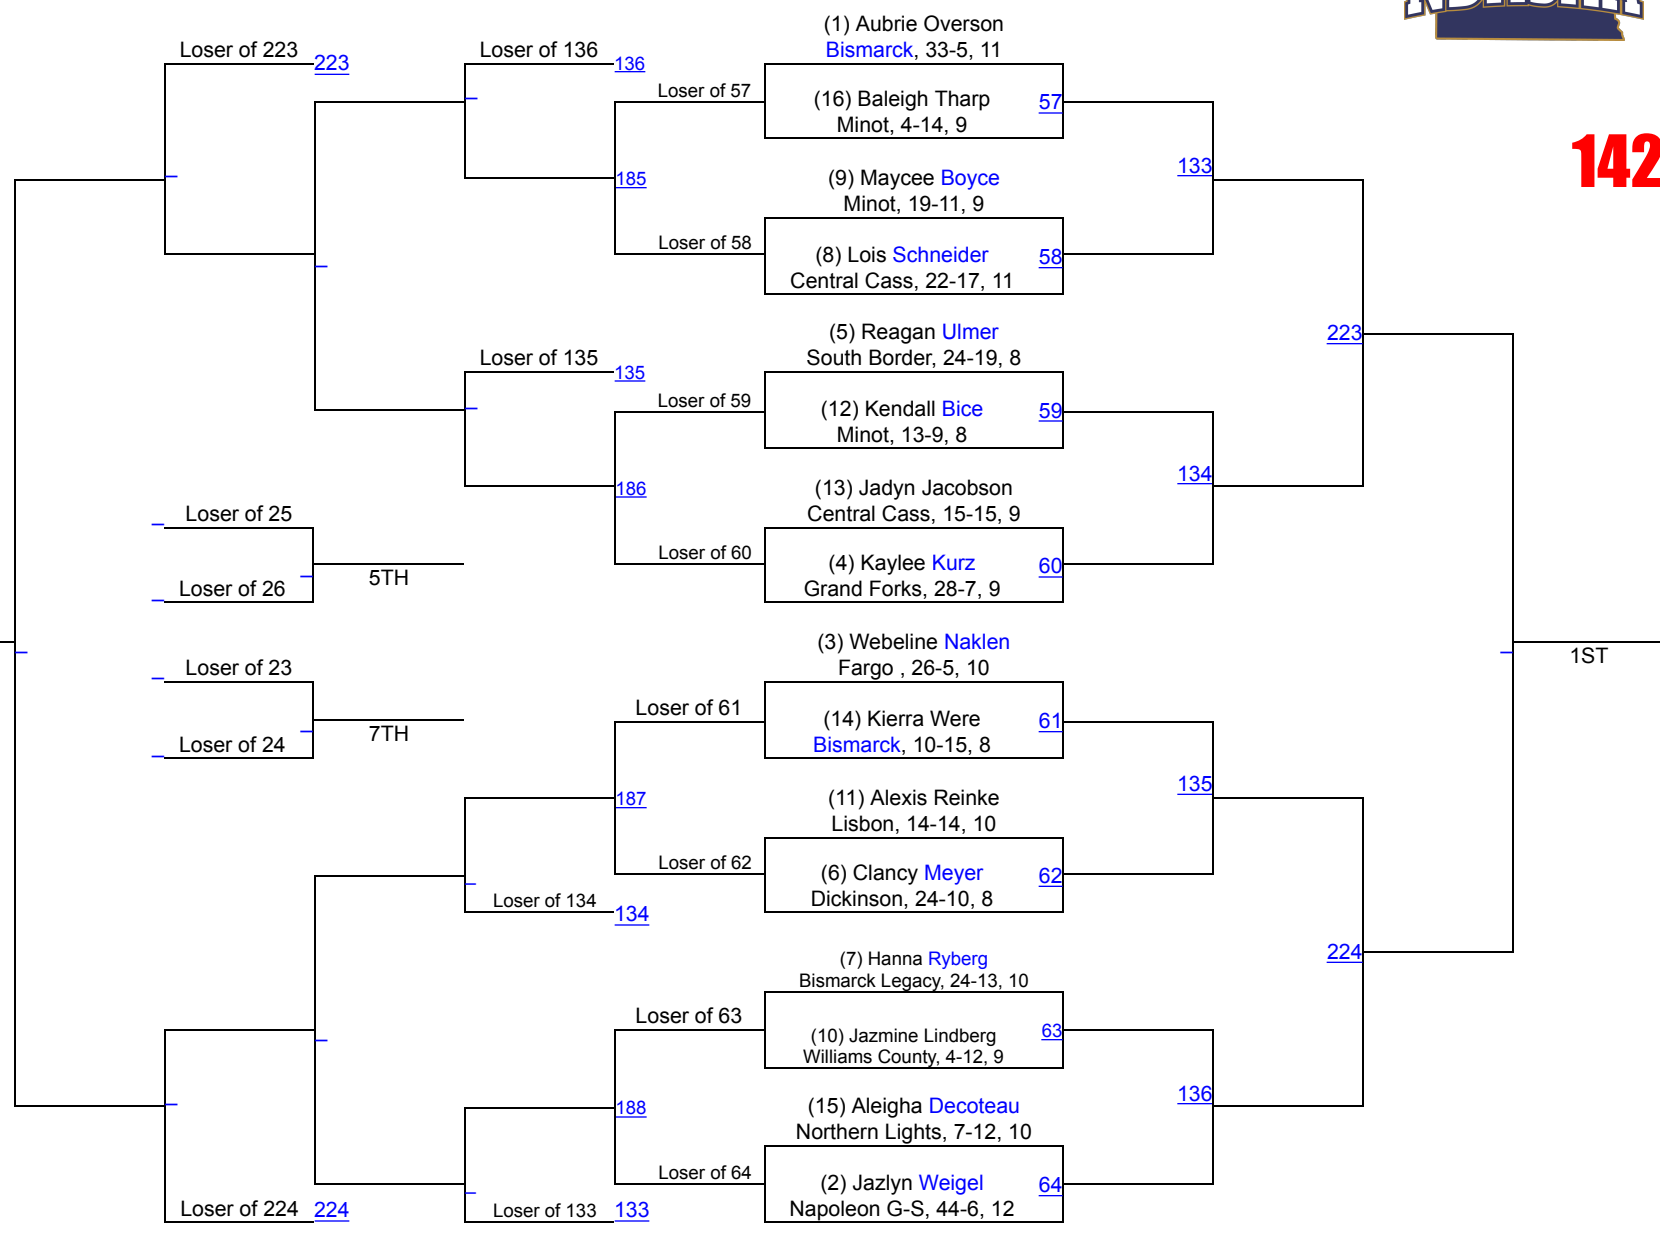 NDHSAA
142
(1) Aubrie Overson
Bismarck, 33-5, 11
(16) Baleigh Tharp
Minot, 4-14, 9
57
(9) Maycee Boyce
Minot, 19-11, 9
(8) Lois Schneider
Central Cass, 22-17, 11
58
133
(5) Reagan Ulmer
South Border, 24-19, 8
(12) Kendall Bice
Minot, 13-9, 8
59
(13) Jadyn Jacobson
Central Cass, 15-15, 9
(4) Kaylee Kurz
Grand Forks, 28-7, 9
60
134
223
(3) Webeline Naklen
Fargo , 26-5, 10
(14) Kierra Were
Bismarck, 10-15, 8
61
(11) Alexis Reinke
Lisbon, 14-14, 10
(6) Clancy Meyer
Dickinson, 24-10, 8
62
135
(7) Hanna Ryberg
Bismarck Legacy, 24-13, 10
(10) Jazmine Lindberg
Williams County, 4-12, 9
63
(15) Aleigha Decoteau
Northern Lights, 7-12, 10
(2) Jazlyn Weigel
Napoleon G-S, 44-6, 12
64
136
224
1ST
Loser of 223 223
Loser of 136 136
Loser of 57
185
Loser of 58
Loser of 135 135
Loser of 59
186
Loser of 60
Loser of 25
Loser of 26
5TH
Loser of 23
Loser of 24
7TH
Loser of 61
187
Loser of 62
Loser of 134 134
Loser of 63
188
Loser of 64
Loser of 133 133
Loser of 224 224